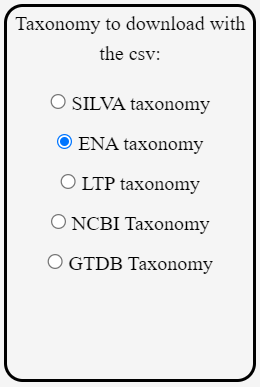 Taxonomy to download with
the csv:
SILVA taxonomy
ENA taxonomy
LTP taxonomy
NCBI Taxonomy
GTDB Taxonomy